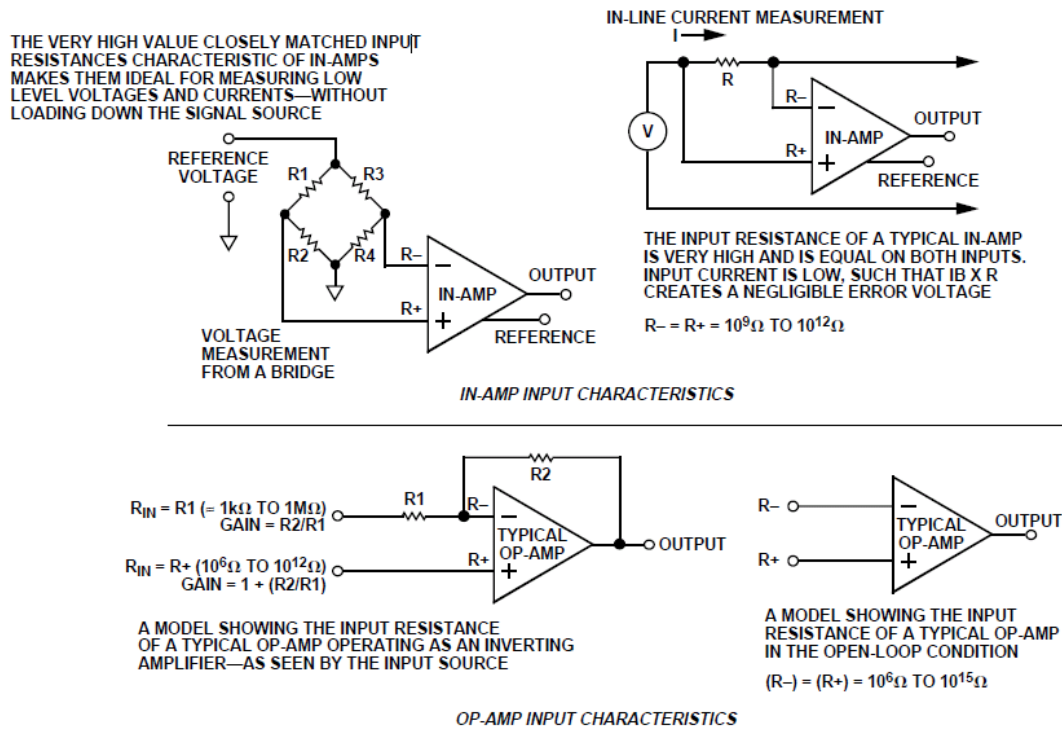 THE VERY HIGH VALUE CLOSELY MATCHED INPUT
RESISTANCES CHARACTERISTIC OF IN-AMPS
MAKES THEM IDEAL FOR MEASURING LOW
LEVEL VOLTAGES AND CURRENTS—WITHOUT
LOADING DOWN THE SIGNAL SOURCE
REFERENCE
VOLTAGE
R1
R3
R2
R4
R–
R+
–
+
IN-AMP
OUTPUT
REFERENCE
VOLTAGE
MEASUREMENT
FROM A BRIDGE
IN-LINE CURRENT MEASUREMENT
I
R
V
R–
R+
–
+
IN-AMP
OUTPUT
REFERENCE
THE INPUT RESISTANCE OF A TYPICAL IN-AMP
IS VERY HIGH AND IS EQUAL ON BOTH INPUTS.
INPUT CURRENT IS LOW, SUCH THAT IB X R
CREATES A NEGLIGIBLE ERROR VOLTAGE
R– = R+ = 10⁹Ω TO 10¹²Ω
IN-AMP INPUT CHARACTERISTICS
R2
R1
R–
R+
–
+
TYPICAL
OP-AMP
OUTPUT
RIN = R1 (= 1kΩ TO 1MΩ)
GAIN = R2/R1
RIN = R+ (10⁶Ω TO 10¹²Ω)
GAIN = 1 + (R2/R1)
A MODEL SHOWING THE INPUT RESISTANCE
OF A TYPICAL OP-AMP OPERATING AS AN INVERTING
AMPLIFIER—AS SEEN BY THE INPUT SOURCE
R–
R+
–
+
TYPICAL
OP-AMP
OUTPUT
A MODEL SHOWING THE INPUT
RESISTANCE OF A TYPICAL OP-AMP
IN THE OPEN-LOOP CONDITION
(R–) = (R+) = 10⁶Ω TO 10¹⁵Ω
OP-AMP INPUT CHARACTERISTICS